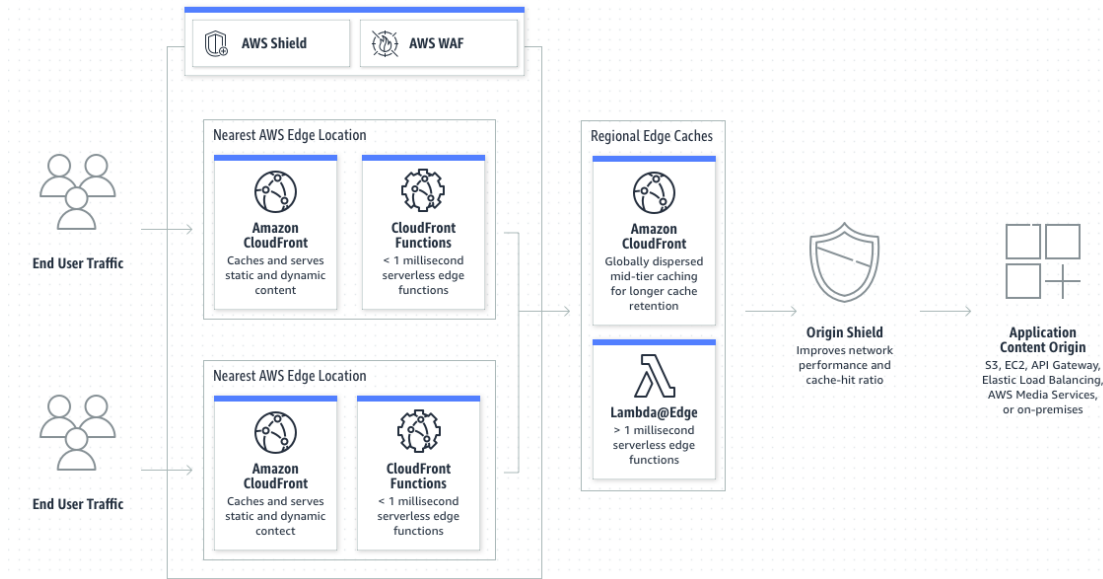 AWS Shield
AWS WAF
Nearest AWS Edge Location
Amazon
CloudFront
Caches and serves
static and dynamic
content
CloudFront
Functions
< 1 millisecond
serverless edge
functions
End User Traffic
Nearest AWS Edge Location
Amazon
CloudFront
Caches and serves
static and dynamic
contect
CloudFront
Functions
< 1 millisecond
serverless edge
functions
End User Traffic
Regional Edge Caches
Amazon
CloudFront
Globally dispersed
mid-tier caching
for longer cache
retention
Lambda@Edge
> 1 millisecond
serverless edge
functions
Origin Shield
Improves network
performance and
cache-hit ratio
Application
Content Origin
S3, EC2, API Gateway,
Elastic Load Balancing,
AWS Media Services,
or on-premises